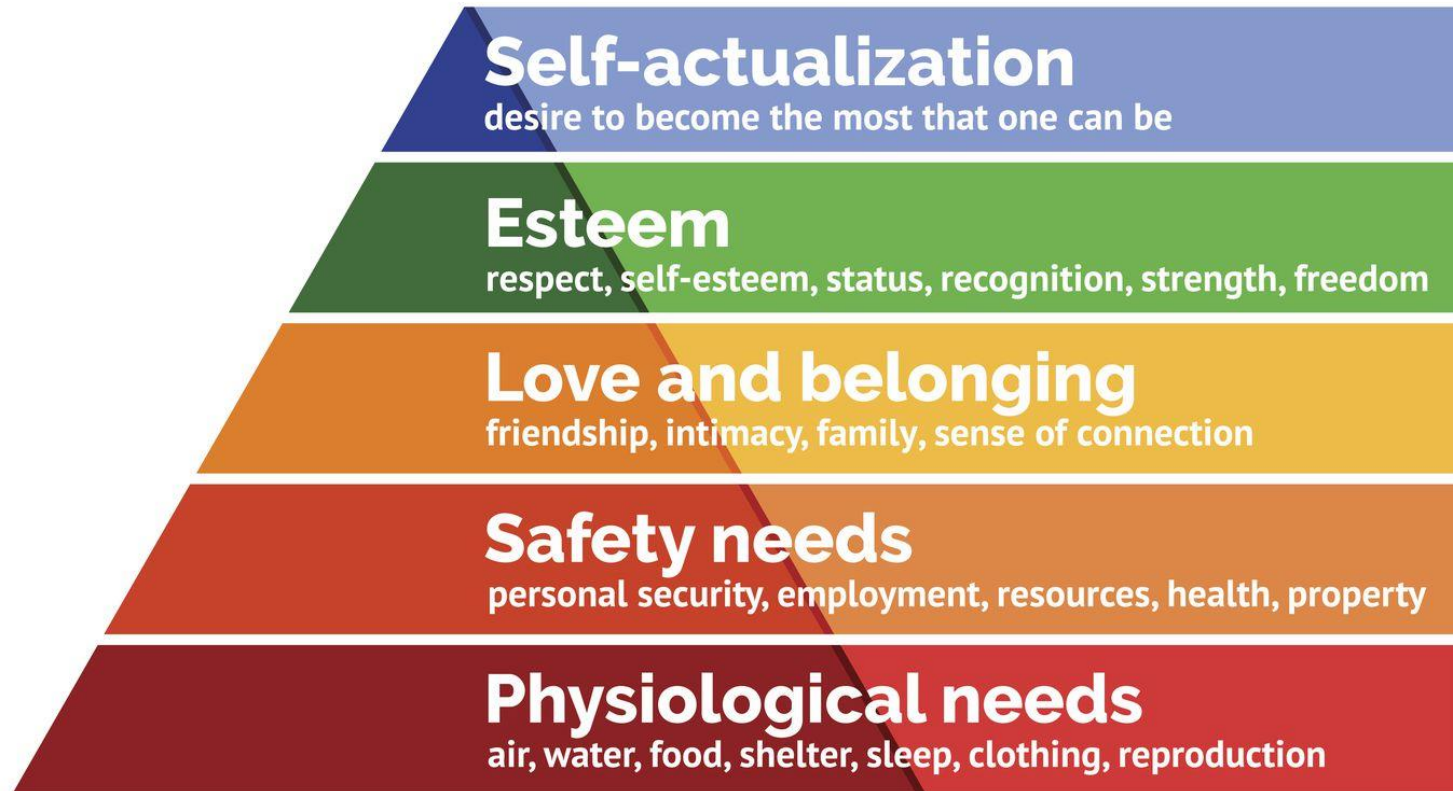 Self-actualization
desire to become the most that one can be
Esteem
respect, self-esteem, status, recognition, strength, freedom
Love and belonging
friendship, intimacy, family, sense of connection
Safety needs
personal security, employment, resources, health, property
Physiological needs
air, water, food, shelter, sleep, clothing, reproduction